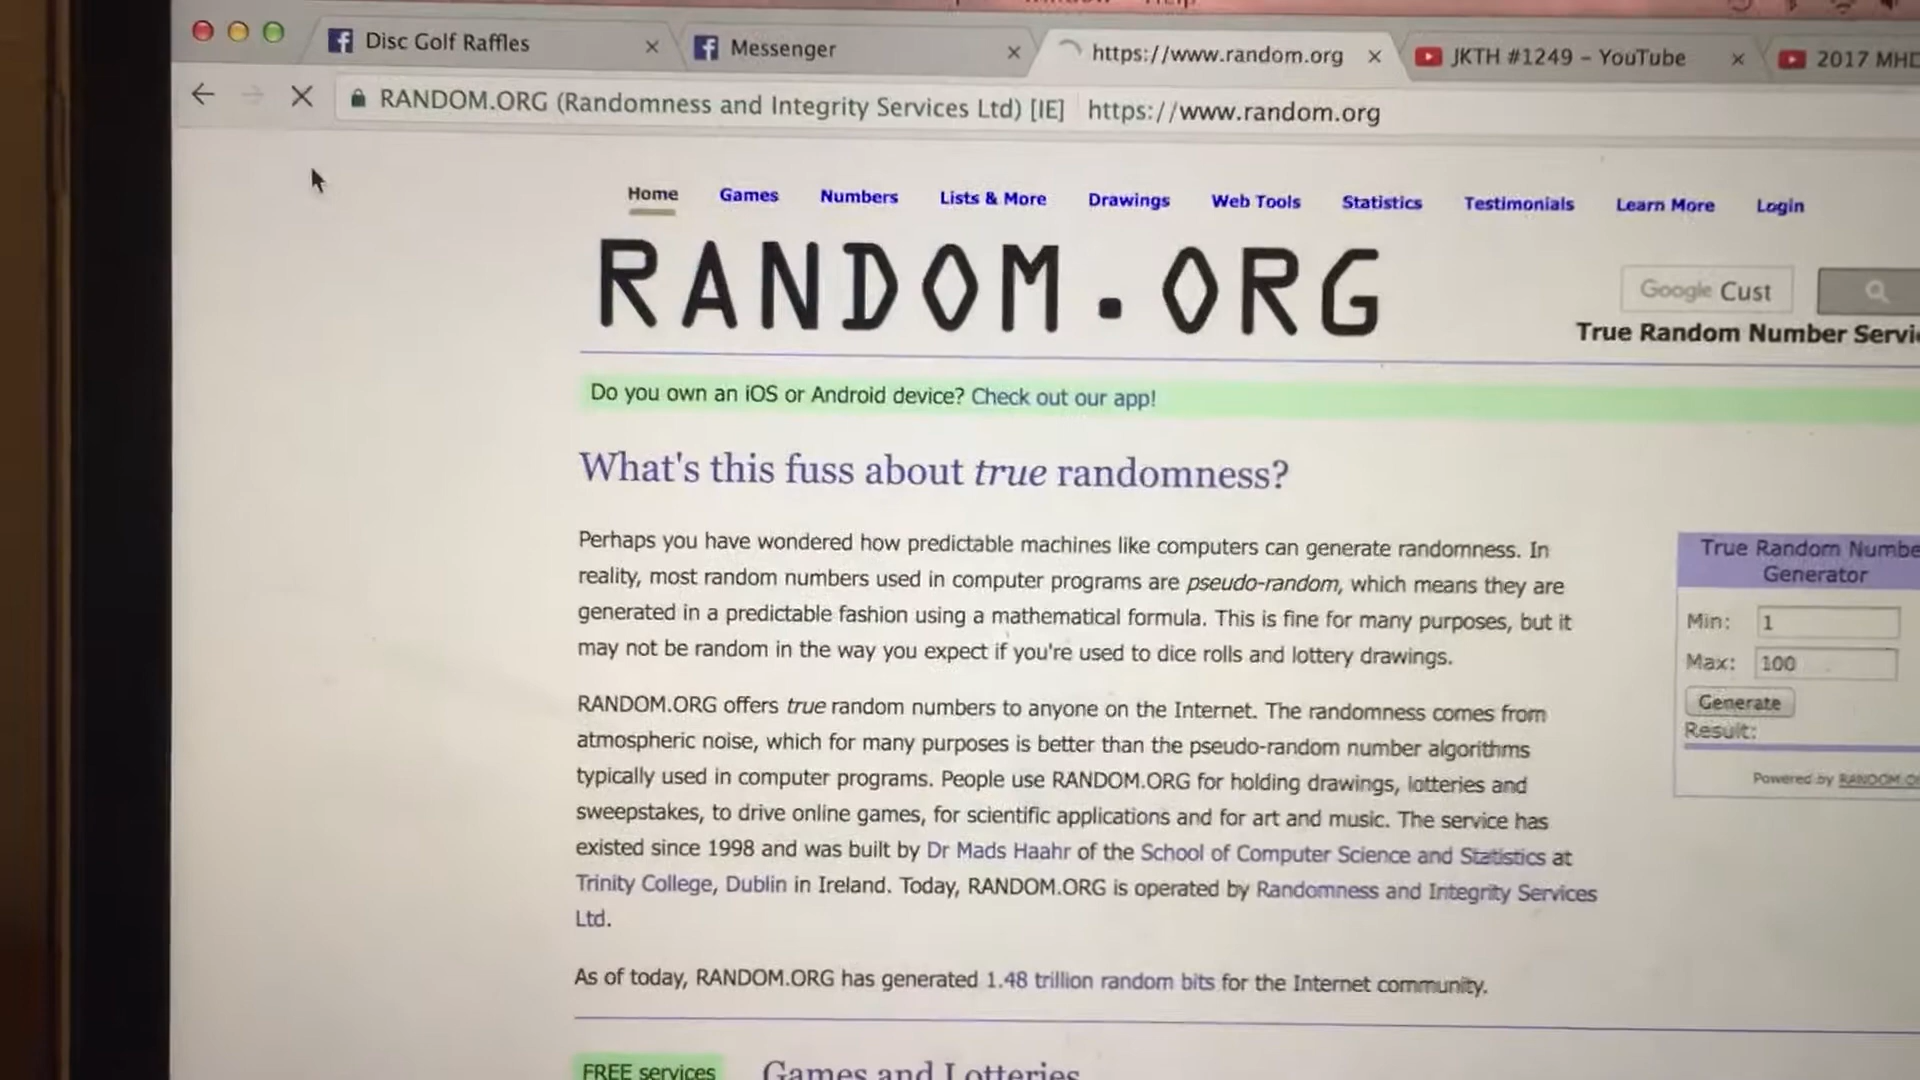 Disc Golf Raffles
Messenger
https://www.random.org
JKTH #1249 – YouTube
2017 MHD
RANDOM.ORG (Randomness and Integrity Services Ltd) [IE] https://www.random.org
Home Games Numbers Lists & More Drawings Web Tools Statistics Testimonials Learn More Login
RANDOM.ORG
Google Cust
True Random Number Servi
Do you own an iOS or Android device? Check out our app!
What's this fuss about true randomness?
Perhaps you have wondered how predictable machines like computers can generate randomness. In
reality, most random numbers used in computer programs are pseudo-random, which means they are
generated in a predictable fashion using a mathematical formula. This is fine for many purposes, but it
may not be random in the way you expect if you're used to dice rolls and lottery drawings.
RANDOM.ORG offers true random numbers to anyone on the Internet. The randomness comes from
atmospheric noise, which for many purposes is better than the pseudo-random number algorithms
typically used in computer programs. People use RANDOM.ORG for holding drawings, lotteries and
sweepstakes, to drive online games, for scientific applications and for art and music. The service has
existed since 1998 and was built by Dr Mads Haahr of the School of Computer Science and Statistics at
Trinity College, Dublin in Ireland. Today, RANDOM.ORG is operated by Randomness and Integrity Services
Ltd.
As of today, RANDOM.ORG has generated 1.48 trillion random bits for the Internet community.
True Random Numbe
Generator
Min: 1
Max: 100
Generate
Result:
Powered by RANDOM.O
FREE services
Games and Lotteries